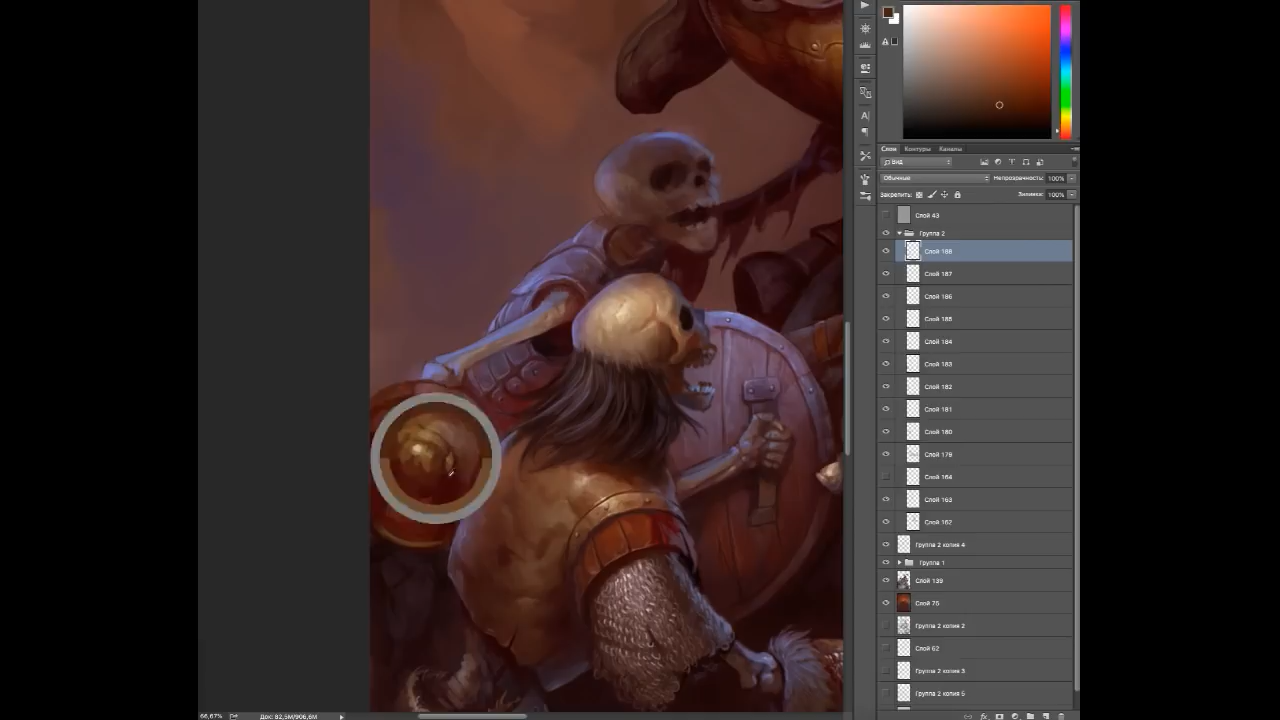 Слои Контуры Каналы
Вид
Обычные Непрозрачность: 100%
Закрепить: Заливка: 100%
Слой 43
Группа 2
Слой 188
Слой 187
Слой 186
Слой 185
Слой 184
Слой 183
Слой 182
Слой 181
Слой 180
Слой 179
Слой 164
Слой 163
Слой 162
Группа 2 копия 4
Группа 1
Слой 139
Слой 75
Группа 2 копия 2
Слой 62
Группа 2 копия 3
Группа 2 копия 5
66,67% Док: 82,5M/906,6M